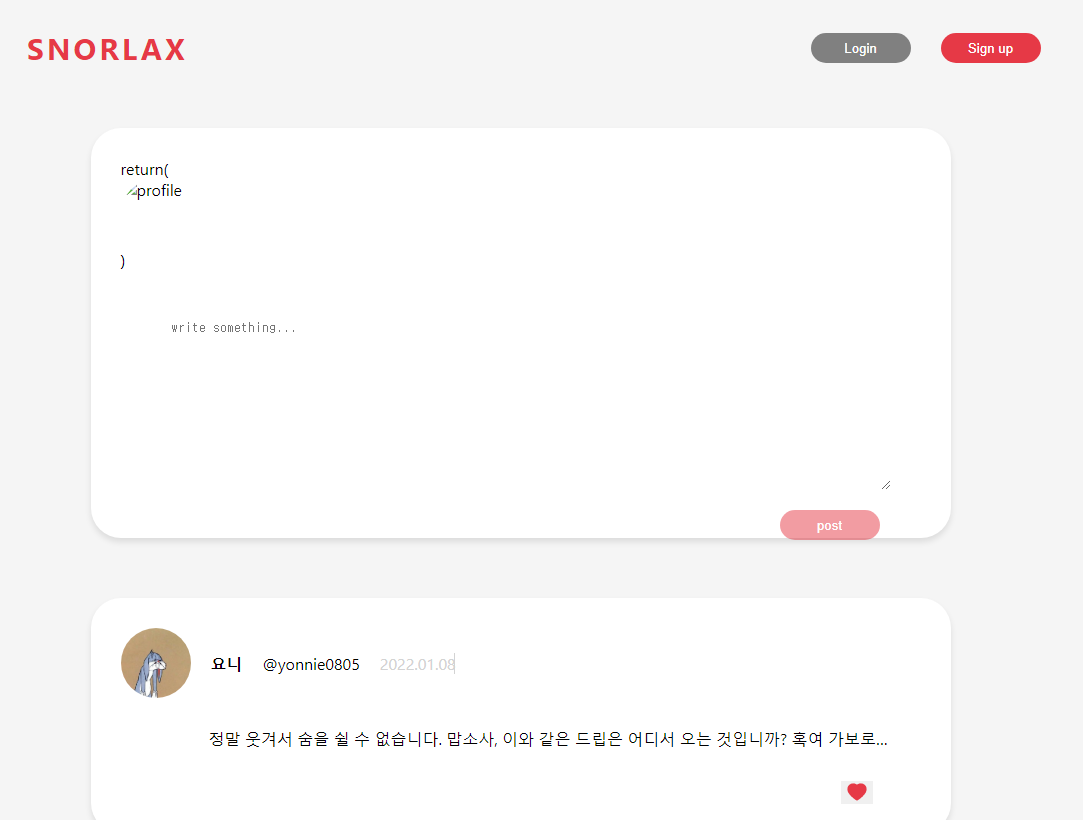 SNORLAX
Login
Sign up
return(
profile
)
write something...
post
요니 @yonnie0805 2022.01.08
정말 웃겨서 숨을 쉴 수 없습니다. 맙소사, 이와 같은 드립은 어디서 오는 것입니까? 혹여 가보로...